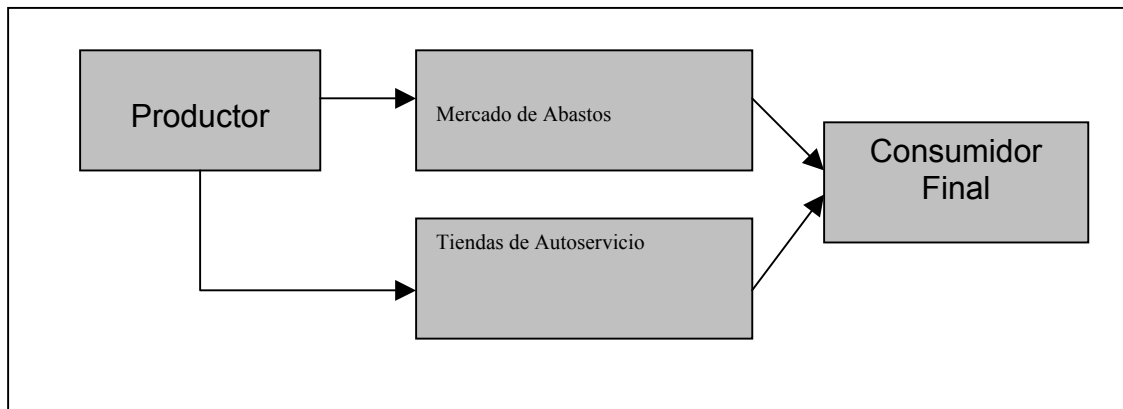 Productor
Mercado de Abastos
Tiendas de Autoservicio
Consumidor
Final